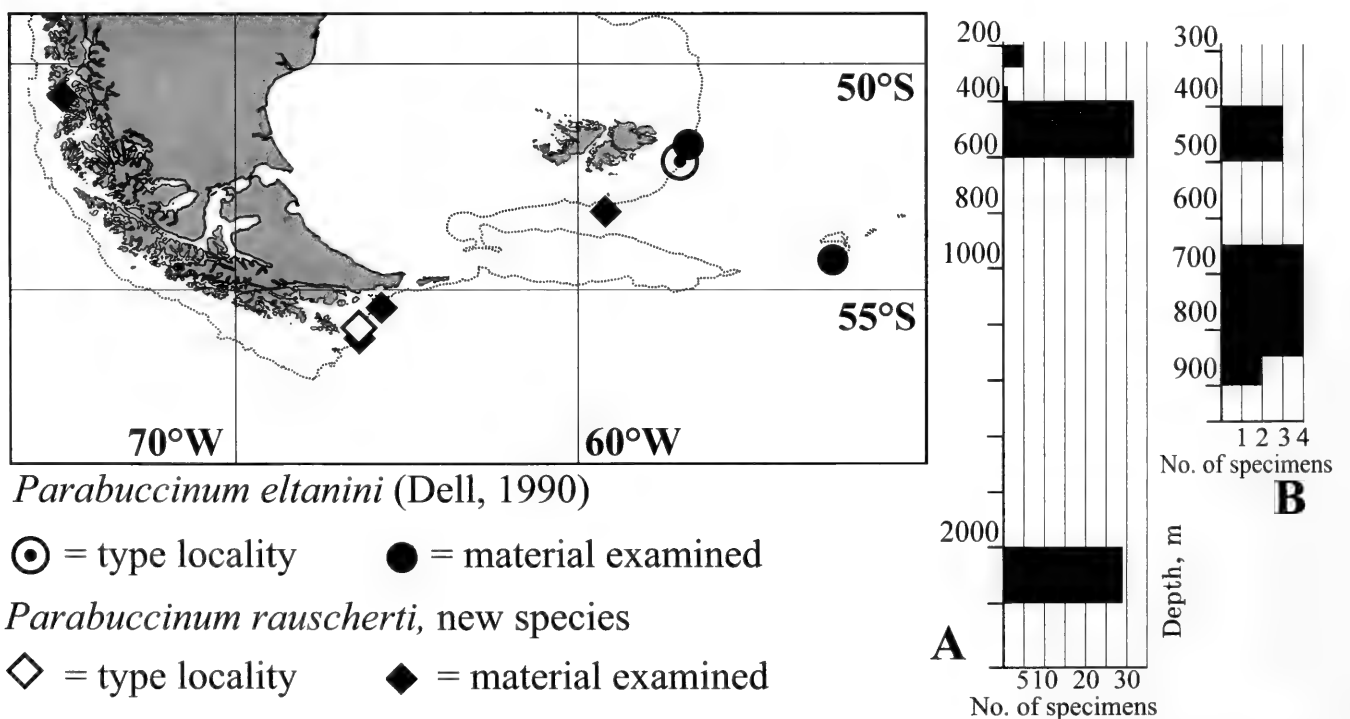 50°S
55°S
70°W
60°W
Parabuccinum eltanini (Dell, 1990)
= type locality
= material examined
Parabuccinum rauscherti, new species
= type locality
= material examined
200
400
600
800
1000
2000
A
5 10 20 30
No. of specimens
Depth, m
300
400
500
600
700
800
900
1 2 3 4
No. of specimens
B